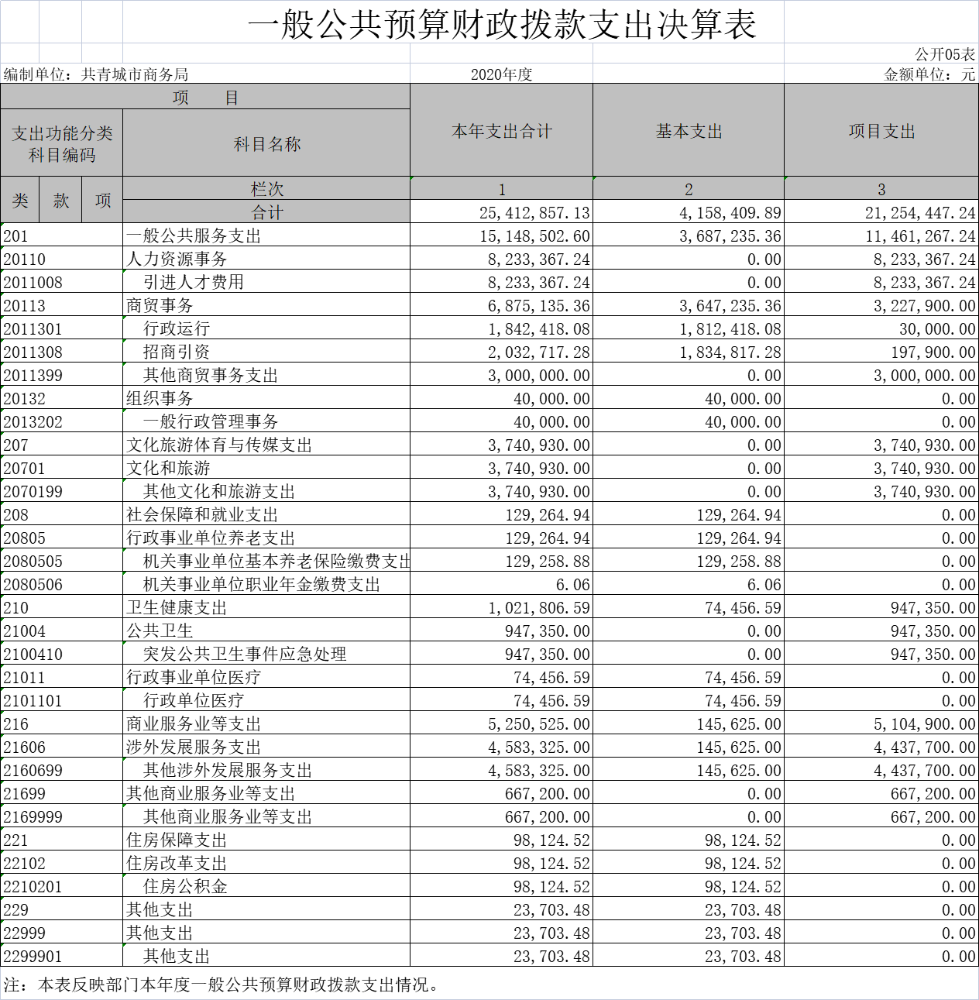 一般公共预算财政拨款支出决算表
公开05表
编制单位：共青城市商务局 2020年度 金额单位：元
项 目 本年支出合计 基本支出 项目支出
支出功能分类科目编码 科目名称
类 款 项 栏次 1 2 3
合计 25,412,857.13 4,158,409.89 21,254,447.24
201 一般公共服务支出 15,148,502.60 3,687,235.36 11,461,267.24
20110 人力资源事务 8,233,367.24 0.00 8,233,367.24
2011008 引进人才费用 8,233,367.24 0.00 8,233,367.24
20113 商贸事务 6,875,135.36 3,647,235.36 3,227,900.00
2011301 行政运行 1,842,418.08 1,812,418.08 30,000.00
2011308 招商引资 2,032,717.28 1,834,817.28 197,900.00
2011399 其他商贸事务支出 3,000,000.00 0.00 3,000,000.00
20132 组织事务 40,000.00 40,000.00 0.00
2013202 一般行政管理事务 40,000.00 40,000.00 0.00
207 文化旅游体育与传媒支出 3,740,930.00 0.00 3,740,930.00
20701 文化和旅游 3,740,930.00 0.00 3,740,930.00
2070199 其他文化和旅游支出 3,740,930.00 0.00 3,740,930.00
208 社会保障和就业支出 129,264.94 129,264.94 0.00
20805 行政事业单位养老支出 129,264.94 129,264.94 0.00
2080505 机关事业单位基本养老保险缴费支出 129,258.88 129,258.88 0.00
2080506 机关事业单位职业年金缴费支出 6.06 6.06 0.00
210 卫生健康支出 1,021,806.59 74,456.59 947,350.00
21004 公共卫生 947,350.00 0.00 947,350.00
2100410 突发公共卫生事件应急处理 947,350.00 0.00 947,350.00
21011 行政事业单位医疗 74,456.59 74,456.59 0.00
2101101 行政单位医疗 74,456.59 74,456.59 0.00
216 商业服务业等支出 5,250,525.00 145,625.00 5,104,900.00
21606 涉外发展服务支出 4,583,325.00 145,625.00 4,437,700.00
2160699 其他涉外发展服务支出 4,583,325.00 145,625.00 4,437,700.00
21699 其他商业服务业等支出 667,200.00 0.00 667,200.00
2169999 其他商业服务业等支出 667,200.00 0.00 667,200.00
221 住房保障支出 98,124.52 98,124.52 0.00
22102 住房改革支出 98,124.52 98,124.52 0.00
2210201 住房公积金 98,124.52 98,124.52 0.00
229 其他支出 23,703.48 23,703.48 0.00
22999 其他支出 23,703.48 23,703.48 0.00
2299901 其他支出 23,703.48 23,703.48 0.00
注：本表反映部门本年度一般公共预算财政拨款支出情况。